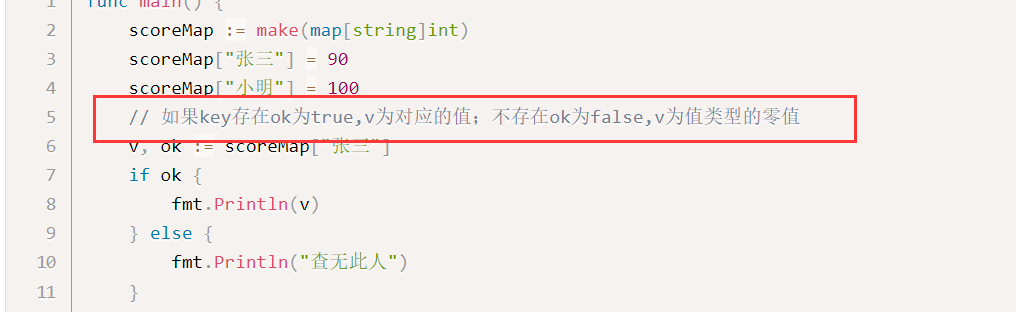 1 func main() {
2 scoreMap := make(map[string]int)
3 scoreMap["张三"] = 90
4 scoreMap["小明"] = 100
5 // 如果key存在ok为true,v为对应的值；不存在ok为false,v为值类型的零值
6 v, ok := scoreMap["张三"]
7 if ok {
8 fmt.Println(v)
9 } else {
10 fmt.Println("查无此人")
11 }